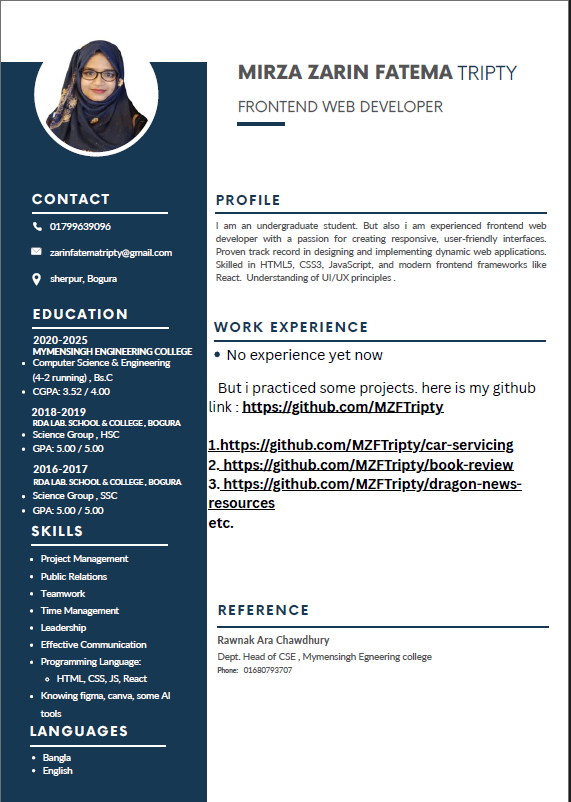 MIRZA ZARIN FATEMA TRIPTY
FRONTEND WEB DEVELOPER
CONTACT
01799639096
zarinfatematripty@gmail.com
sherpur, Bogura
EDUCATION
2020-2025
MYMENSINGH ENGINEERING COLLEGE
Computer Science & Engineering
(4-2 running) , Bs.C
CGPA: 3.52 / 4.00
2018-2019
RDA LAB. SCHOOL & COLLEGE , BOGURA
Science Group , HSC
GPA: 5.00 / 5.00
2016-2017
RDA LAB. SCHOOL & COLLEGE , BOGURA
Science Group , SSC
GPA: 5.00 / 5.00
SKILLS
Project Management
Public Relations
Teamwork
Time Management
Leadership
Effective Communication
Programming Language:
HTML, CSS, JS, React
Knowing figma, canva, some AI
tools
LANGUAGES
Bangla
English
PROFILE
I am an undergraduate student. But also i am experienced frontend web
developer with a passion for creating responsive, user-friendly interfaces.
Proven track record in designing and implementing dynamic web applications.
Skilled in HTML5, CSS3, JavaScript, and modern frontend frameworks like
React. Understanding of UI/UX principles .
WORK EXPERIENCE
No experience yet now
But i practiced some projects. here is my github
link : https://github.com/MZFTripty
1.https://github.com/MZFTripty/car-servicing
2. https://github.com/MZFTripty/book-review
3. https://github.com/MZFTripty/dragon-news-
resources
etc.
REFERENCE
Rawnak Ara Chawdhury
Dept. Head of CSE , Mymensingh Egneering college
Phone: 01680793707